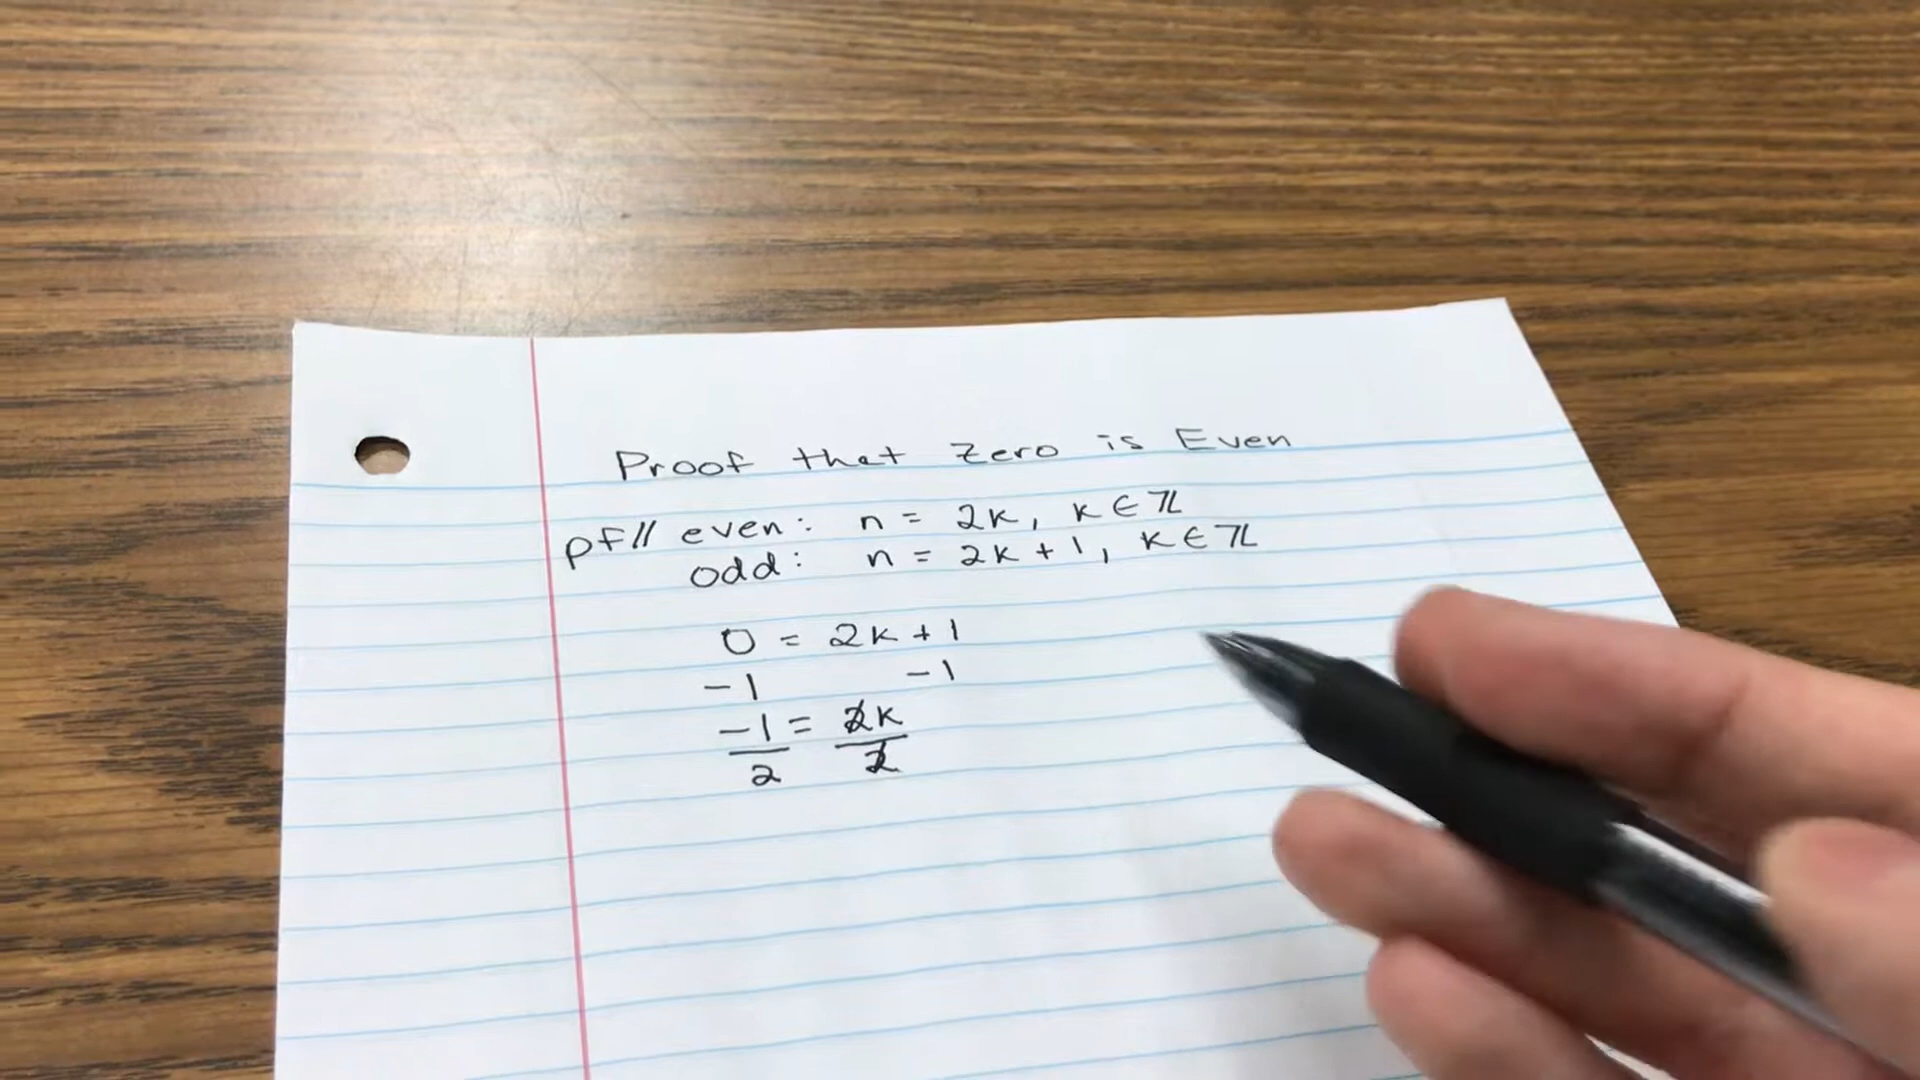 Proof that Zero is Even
pf// even: n = 2k, k ∈ ℤ
odd: n = 2k + 1, k ∈ ℤ
0 = 2k + 1
-1 -1
-1 = 2k
2 2